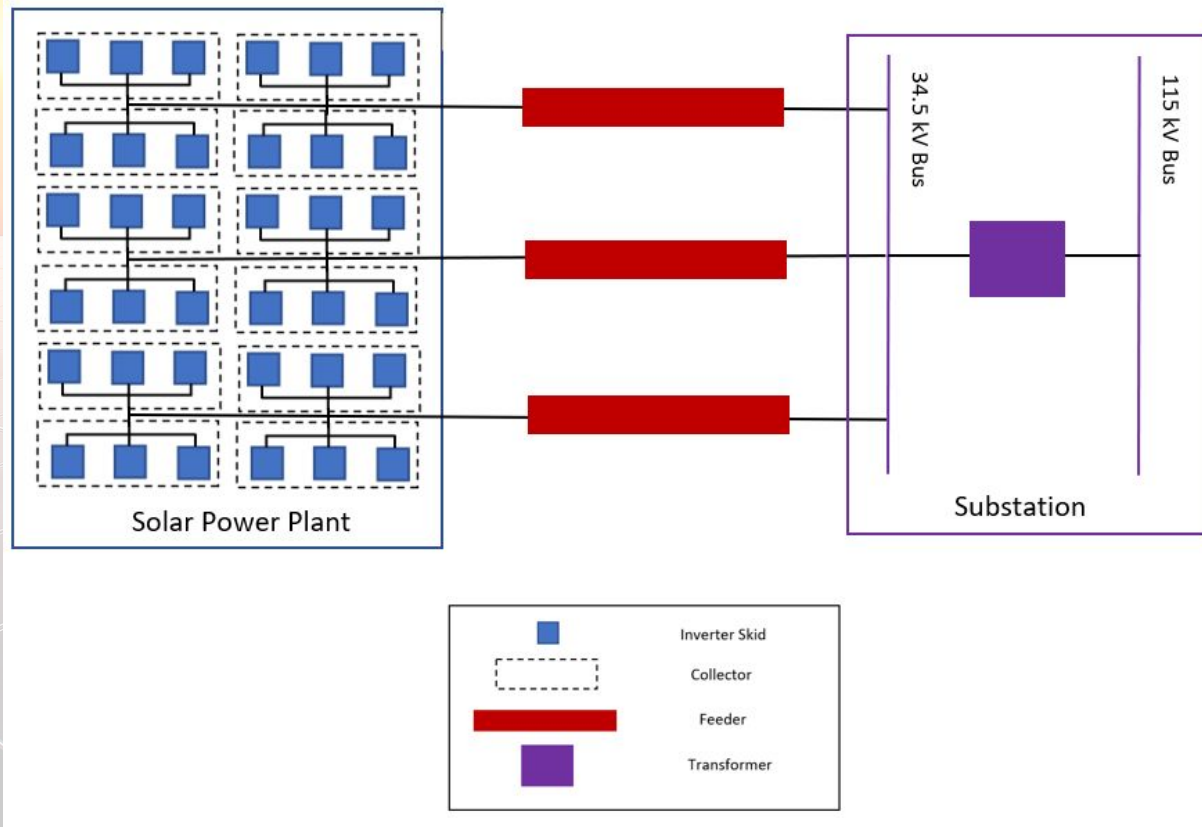 34.5 kV Bus
115 kV Bus
Solar Power Plant
Substation
Inverter Skid
Collector
Feeder
Transformer